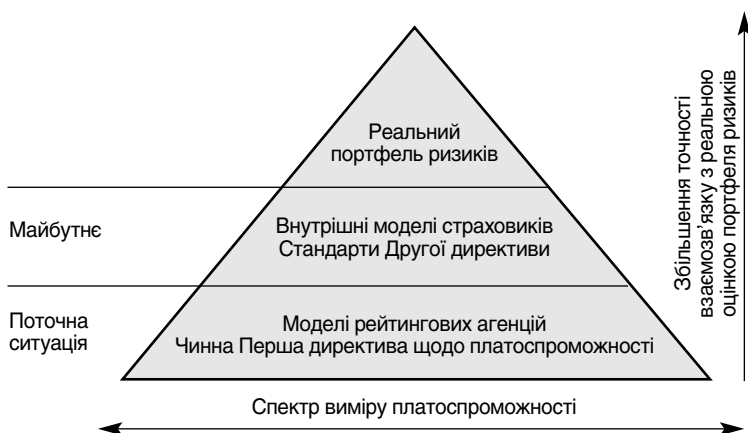 Реальний
портфель ризиків
Майбутнє
Внутрішні моделі страховиків
Стандарти Другої директиви
Поточна
ситуація
Моделі рейтингових агенцій
Чинна Перша директива щодо платоспроможності
Спектр виміру платоспроможності
Збільшення точності
взаємозв’язку з реальною
оцінкою портфеля ризиків